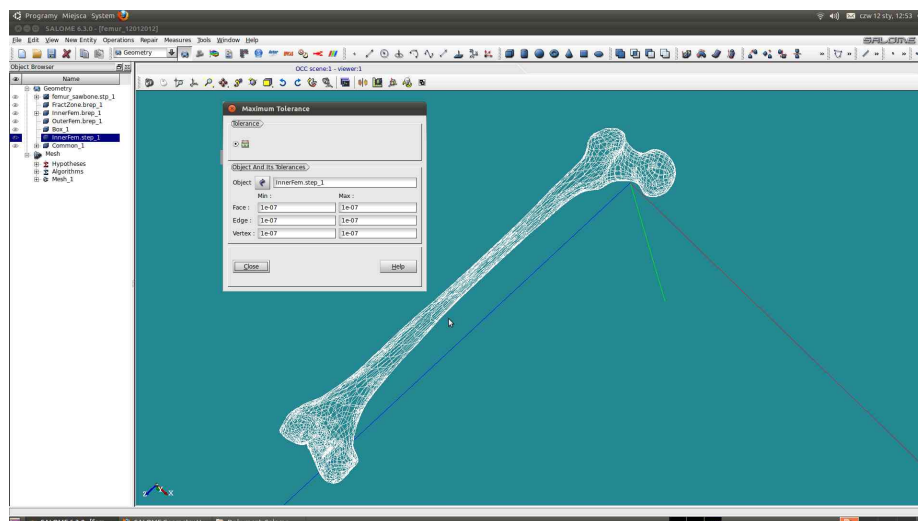 Programy Miejsca System
czw 12 sty, 12:53
SALOME 6.3.0 - [Femur_12012012]
File Edit View New Entity Operations Repair Measures Tools Window Help
SALOME
Geometry
Object Browser
OCC scene:1 - viewer:1
Name
Geometry
femur_sawbone.stp_1
FractZone.brep_1
InnerFem.brep_1
OuterFem.brep_1
Box_1
InnerFem.step_1
Common_1
Mesh
Hypotheses
Algorithms
Mesh_1
Maximum Tolerance
Tolerance
Object And Its Tolerances
Object InnerFem.step_1
Min : Max :
Face : 1e-07 1e-07
Edge : 1e-07 1e-07
Vertex : 1e-07 1e-07
Close Help
Z Y X